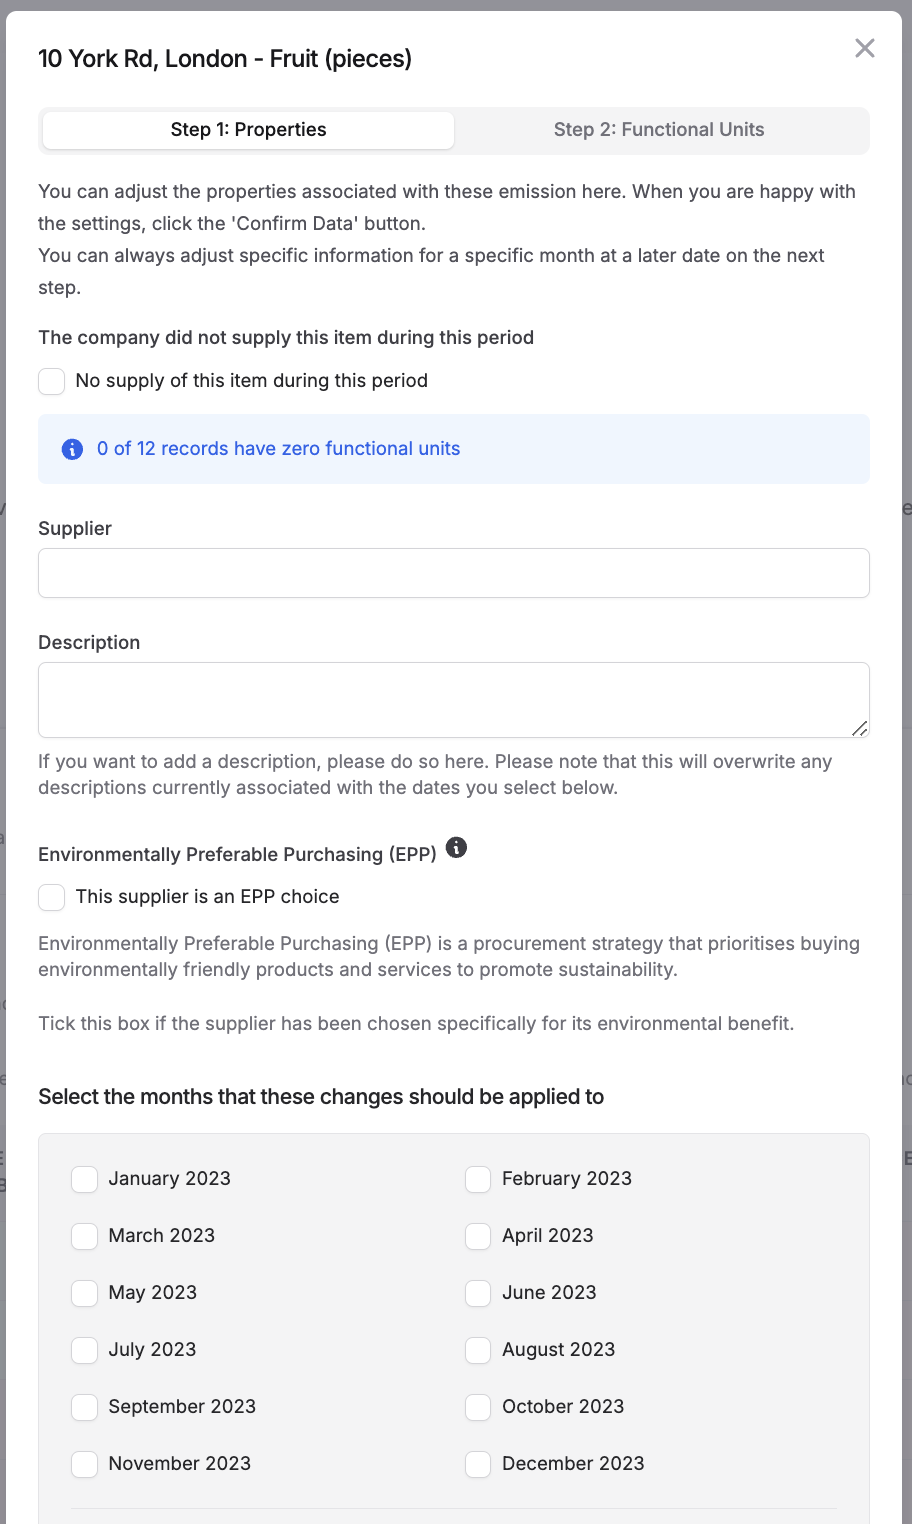 10 York Rd, London - Fruit (pieces)
Step 1: Properties
Step 2: Functional Units
You can adjust the properties associated with these emission here. When you are happy with
the settings, click the 'Confirm Data' button.
You can always adjust specific information for a specific month at a later date on the next
step.
The company did not supply this item during this period
No supply of this item during this period
0 of 12 records have zero functional units
Supplier
Description
If you want to add a description, please do so here. Please note that this will overwrite any
descriptions currently associated with the dates you select below.
Environmentally Preferable Purchasing (EPP)
This supplier is an EPP choice
Environmentally Preferable Purchasing (EPP) is a procurement strategy that prioritises buying
environmentally friendly products and services to promote sustainability.
Tick this box if the supplier has been chosen specifically for its environmental benefit.
Select the months that these changes should be applied to
January 2023
February 2023
March 2023
April 2023
May 2023
June 2023
July 2023
August 2023
September 2023
October 2023
November 2023
December 2023